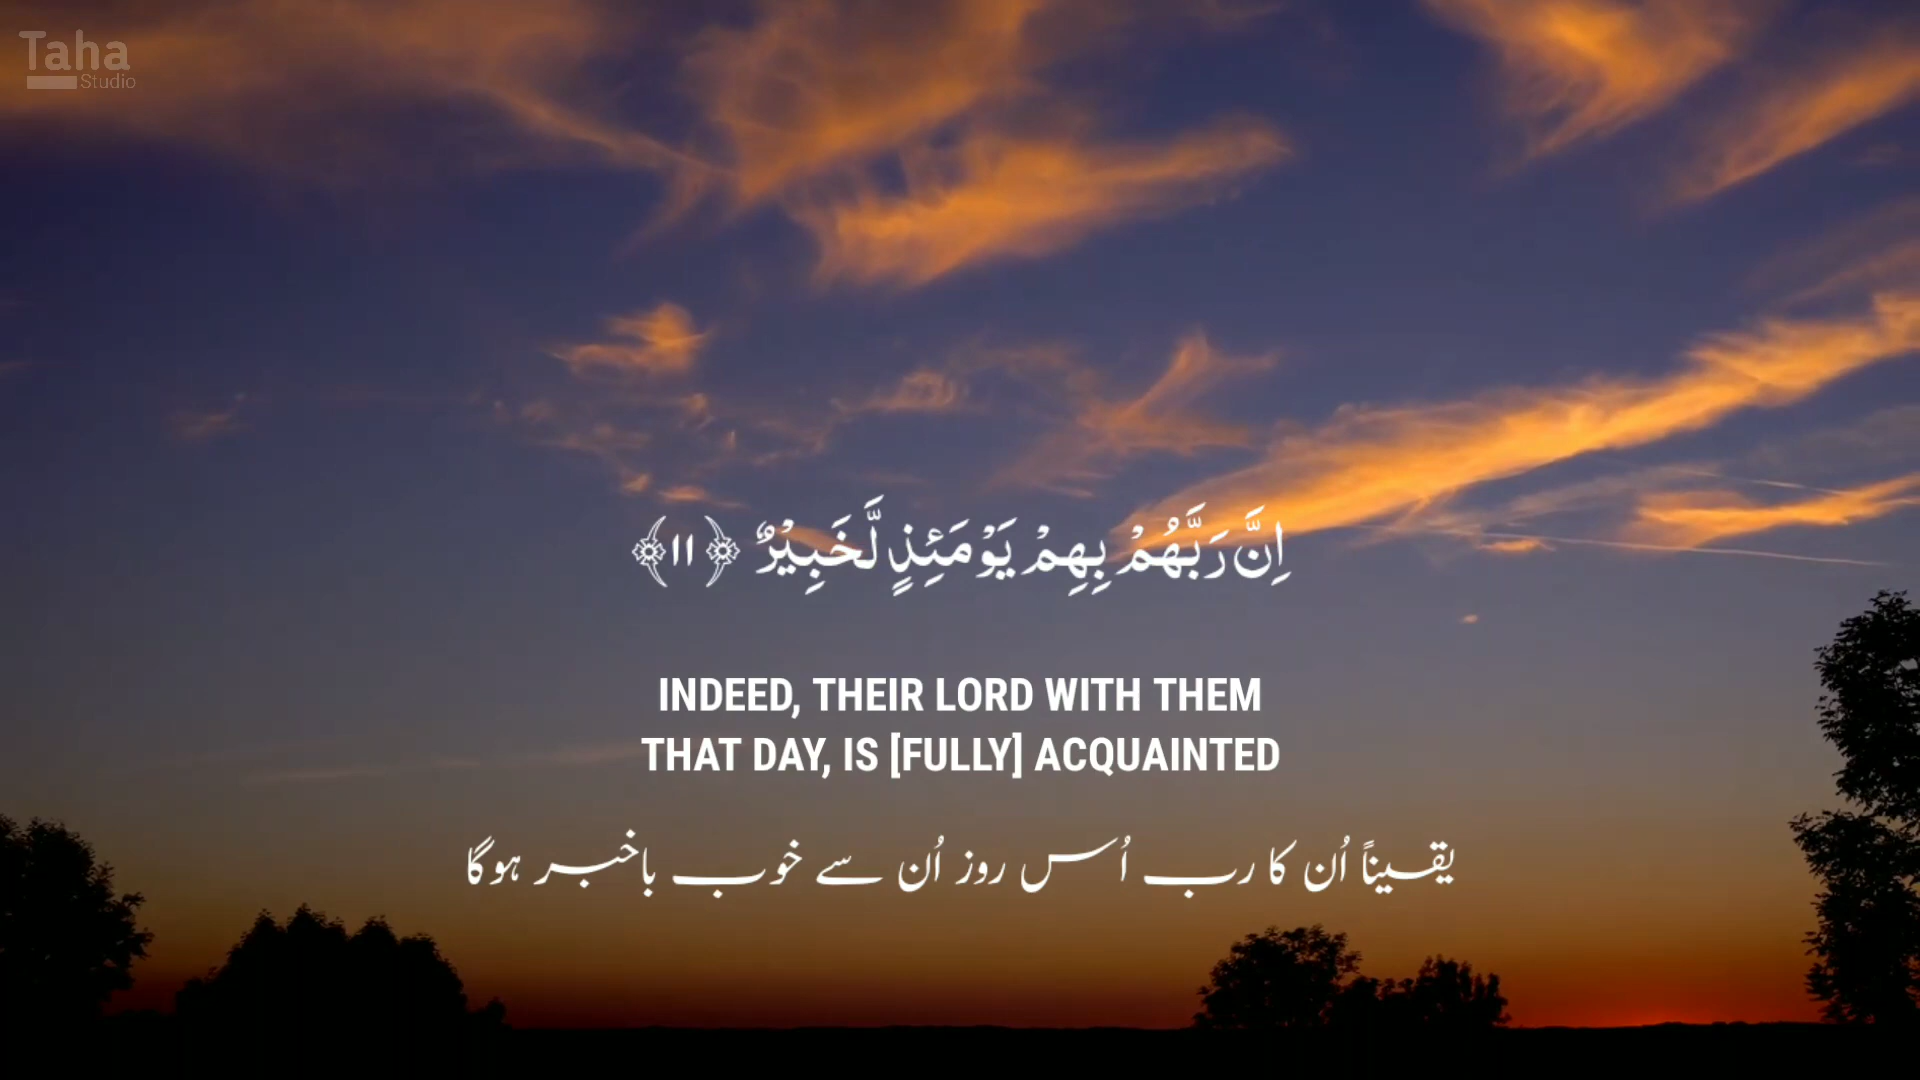 Taha
Studio
اِنَّ رَبَّهُمْ بِهِمْ يَوْمَئِذٍ لَّخَبِيْرٌ ﴿١١﴾
INDEED, THEIR LORD WITH THEM
THAT DAY, IS [FULLY] ACQUAINTED
یقیناً اُن کا رب اُس روز اُن سے خوب باخبر ہوگا